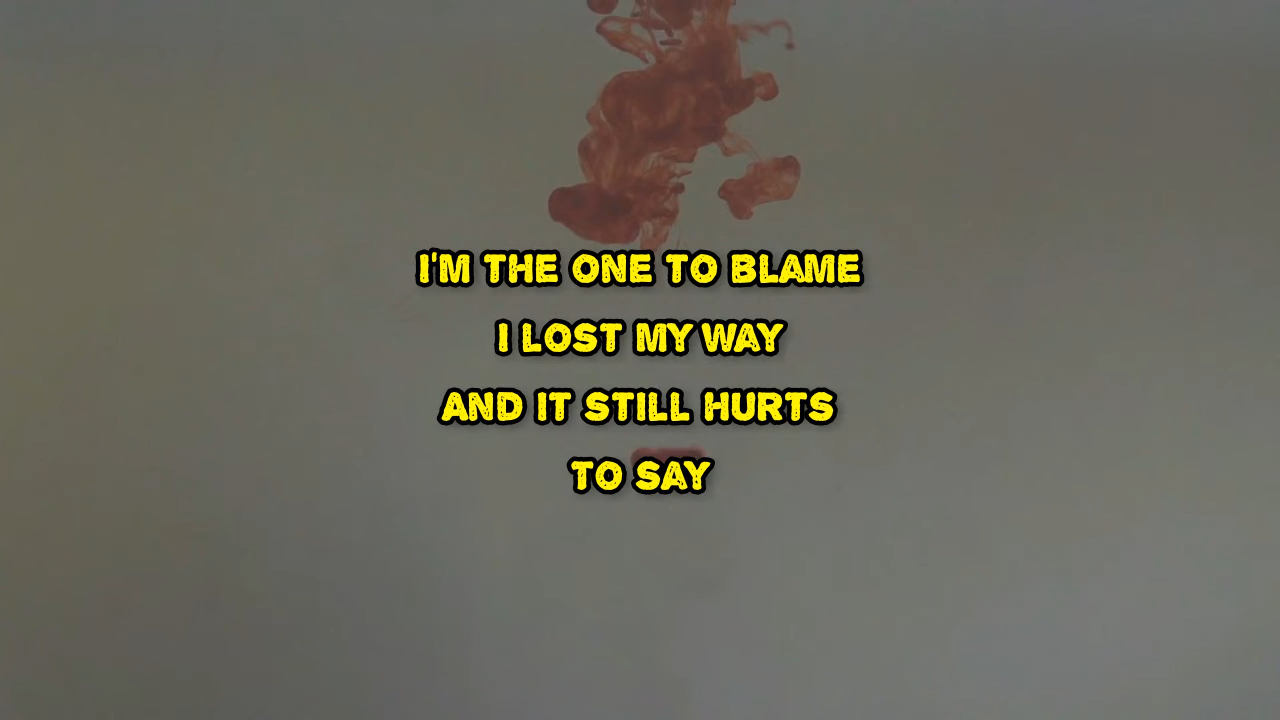 I'M THE ONE TO BLAME
I LOST MY WAY
AND IT STILL HURTS
TO SAY